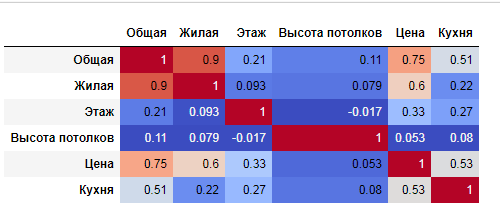 Общая Жилая Этаж Высота потолков Цена Кухня
Общая 1 0.9 0.21 0.11 0.75 0.51
Жилая 0.9 1 0.093 0.079 0.6 0.22
Этаж 0.21 0.093 1 -0.017 0.33 0.27
Высота потолков 0.11 0.079 -0.017 1 0.053 0.08
Цена 0.75 0.6 0.33 0.053 1 0.53
Кухня 0.51 0.22 0.27 0.08 0.53 1